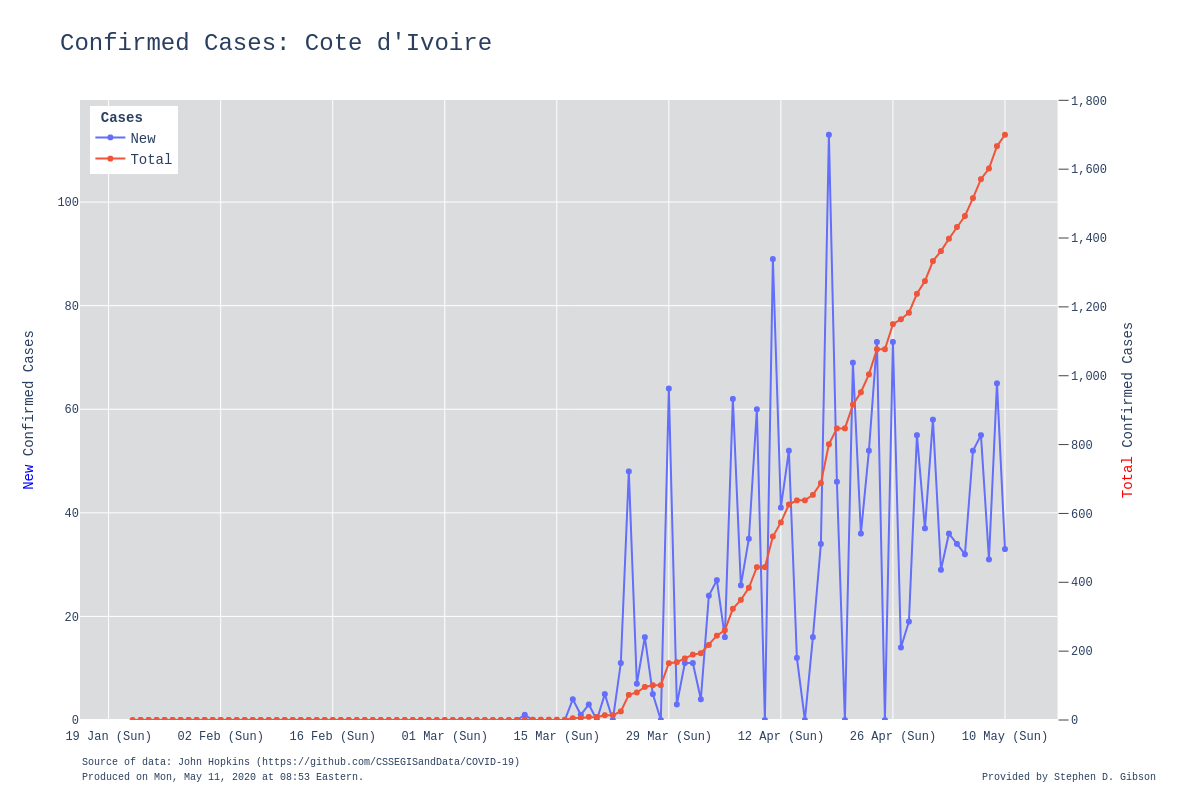 Confirmed Cases: Cote d'Ivoire
Cases
New
Total
1,800
1,600
1,400
1,200
1,000
800
600
400
200
0
100
80
60
40
20
0
New Confirmed Cases
Total Confirmed Cases
19 Jan (Sun) 02 Feb (Sun) 16 Feb (Sun) 01 Mar (Sun) 15 Mar (Sun) 29 Mar (Sun) 12 Apr (Sun) 26 Apr (Sun) 10 May (Sun)
Source of data: John Hopkins (https://github.com/CSSEGISandData/COVID-19)
Produced on Mon, May 11, 2020 at 08:53 Eastern.
Provided by Stephen D. Gibson